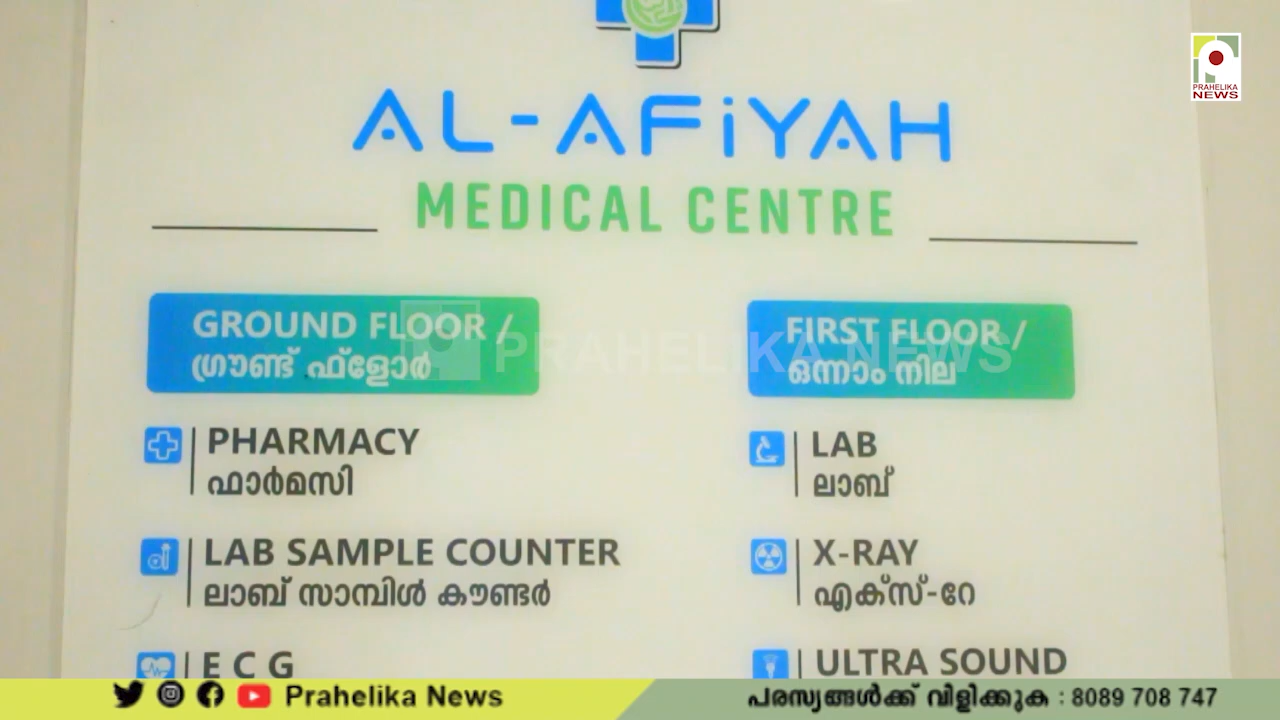 PRAHELIKA
NEWS
AL-AFiYAH
MEDICAL CENTRE
GROUND FLOOR /
ഗ്രൗണ്ട് ഫ്ളോർ
FIRST FLOOR /
ഒന്നാം നില
PRAHELIKA NEWS
PHARMACY
ഫാർമസി
LAB
ലാബ്
LAB SAMPLE COUNTER
ലാബ് സാമ്പിൾ കൗണ്ടർ
X-RAY
എക്സ്-റേ
E C G
ULTRA SOUND
Prahelika News
പരസ്യങ്ങൾക്ക് വിളിക്കുക : 8089 708 747